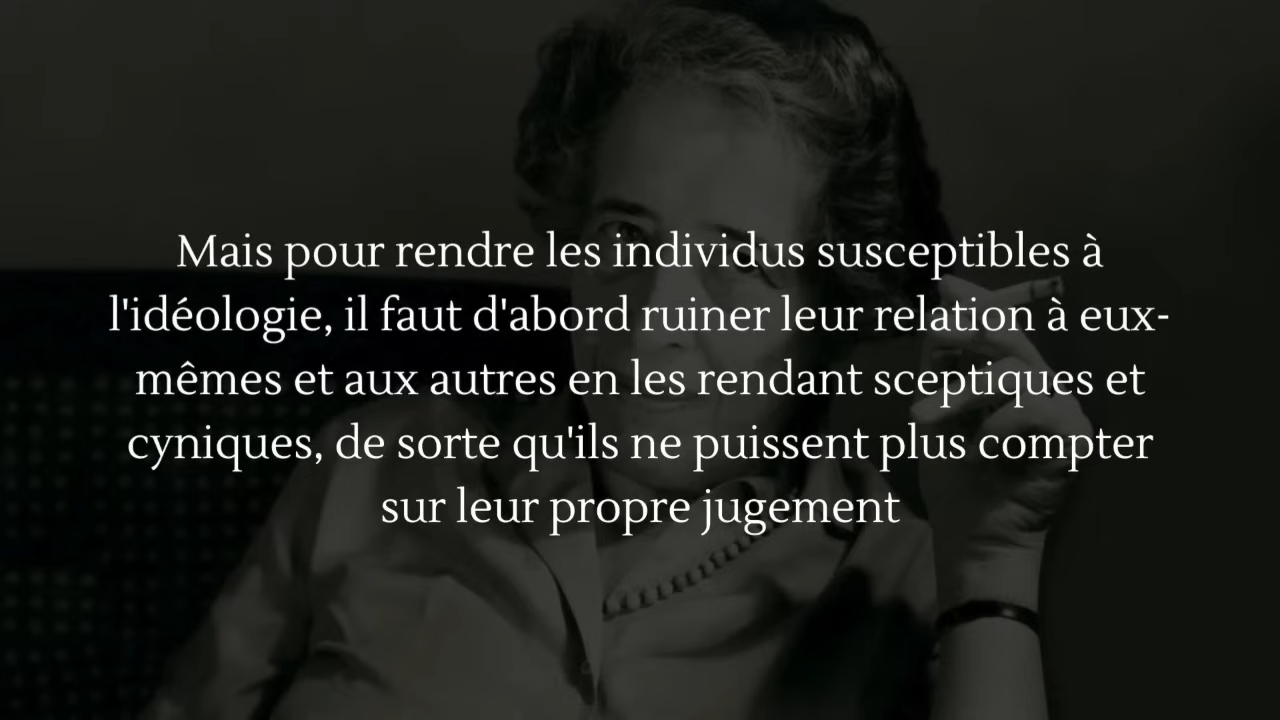 Mais pour rendre les individus susceptibles à
l'idéologie, il faut d'abord ruiner leur relation à eux-
mêmes et aux autres en les rendant sceptiques et
cyniques, de sorte qu'ils ne puissent plus compter
sur leur propre jugement